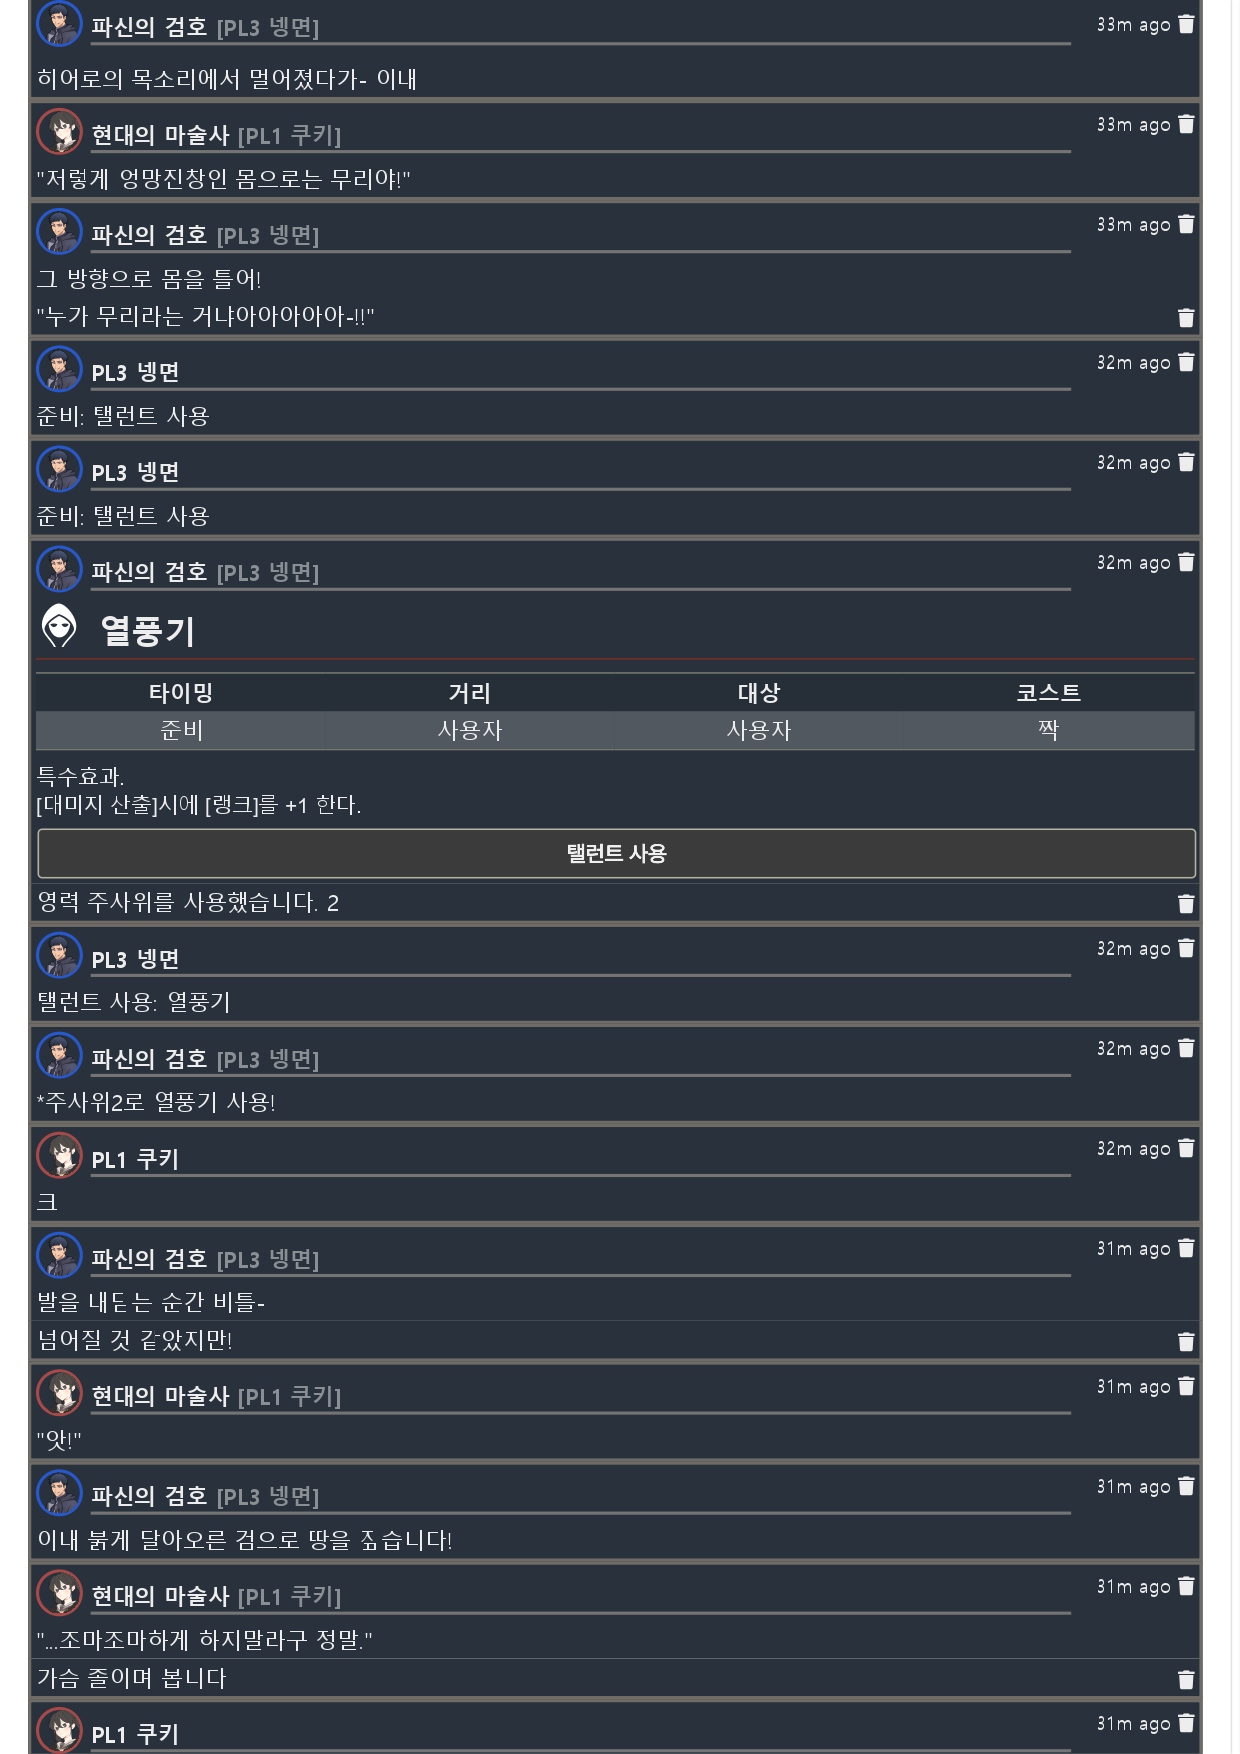 파신의 검호 [PL3 넹면] 33m ago
히어로의 목소리에서 멀어졌다가- 이내
현대의 마술사 [PL1 쿠키] 33m ago
"저렇게 엉망진창인 몸으로는 무리야!"
파신의 검호 [PL3 넹면] 33m ago
그 방향으로 몸을 틀어!
"누가 무리라는 거냐아아아아아-!!"
PL3 넹면 32m ago
준비: 탤런트 사용
PL3 넹면 32m ago
준비: 탤런트 사용
파신의 검호 [PL3 넹면] 32m ago
열풍기
타이밍 거리 대상 코스트
준비 사용자 사용자 짝
특수효과.
[대미지 산출]시에 [랭크]를 +1 한다.
탤런트 사용
영력 주사위를 사용했습니다. 2
PL3 넹면 32m ago
탤런트 사용: 열풍기
파신의 검호 [PL3 넹면] 32m ago
*주사위2로 열풍기 사용!
PL1 쿠키 32m ago
크
파신의 검호 [PL3 넹면] 31m ago
발을 내딛는 순간 비틀-
넘어질 것 같았지만!
현대의 마술사 [PL1 쿠키] 31m ago
"앗!"
파신의 검호 [PL3 넹면] 31m ago
이내 붉게 달아오른 검으로 땅을 짚습니다!
현대의 마술사 [PL1 쿠키] 31m ago
"...조마조마하게 하지말라구 정말."
가슴 졸이며 봅니다
PL1 쿠키 31m ago